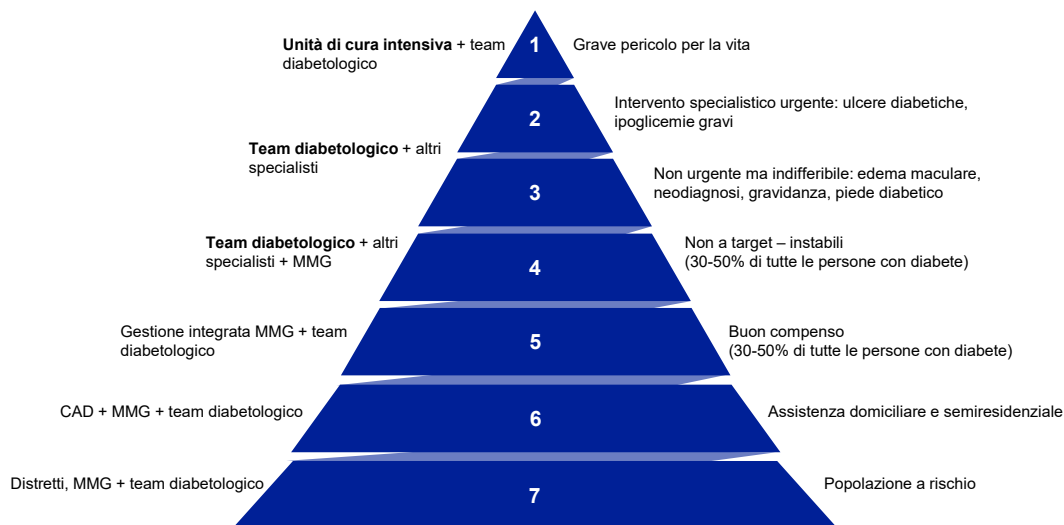 Unità di cura intensiva + team
diabetologico
1
Grave pericolo per la vita
2
Intervento specialistico urgente: ulcere diabetiche,
ipoglicemie gravi
Team diabetologico + altri
specialisti
3
Non urgente ma indifferibile: edema maculare,
neodiagnosi, gravidanza, piede diabetico
Team diabetologico + altri
specialisti + MMG
4
Non a target – instabili
(30-50% di tutte le persone con diabete)
Gestione integrata MMG + team
diabetologico
5
Buon compenso
(30-50% di tutte le persone con diabete)
CAD + MMG + team diabetologico
6
Assistenza domiciliare e semiresidenziale
Distretti, MMG + team diabetologico
7
Popolazione a rischio